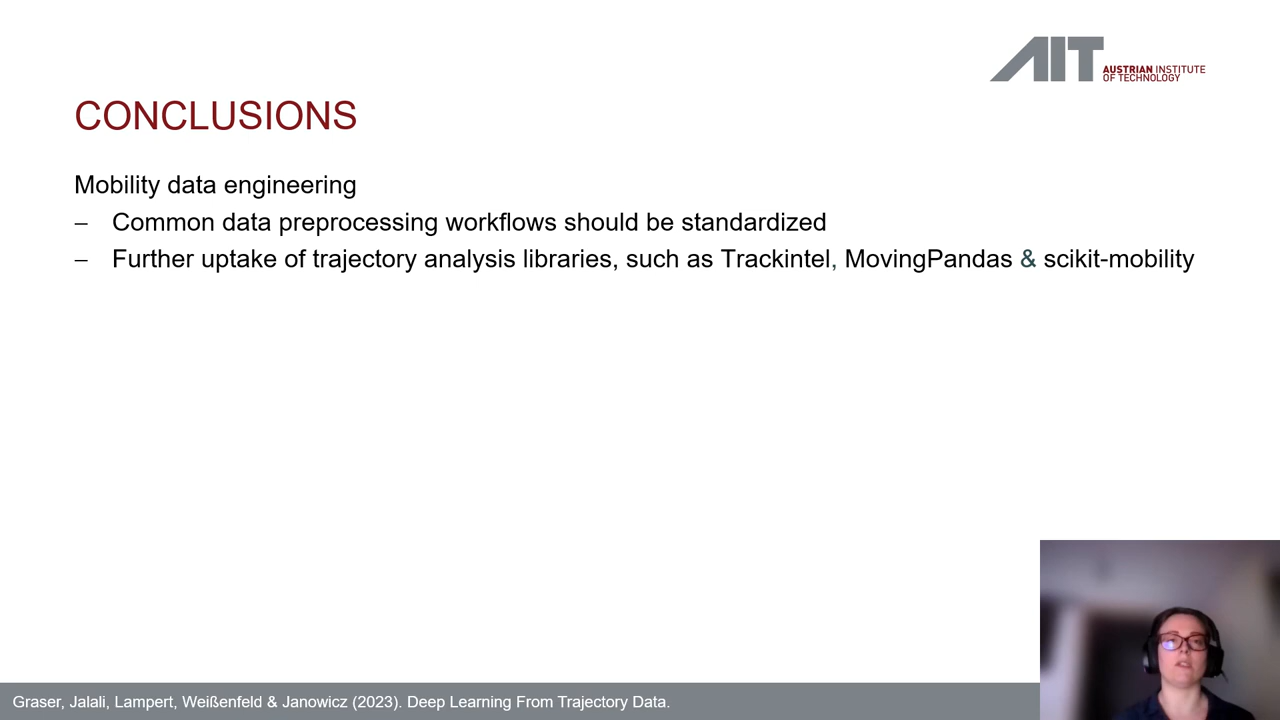 AIT
AUSTRIAN INSTITUTE
OF TECHNOLOGY
CONCLUSIONS
Mobility data engineering
– Common data preprocessing workflows should be standardized
– Further uptake of trajectory analysis libraries, such as Trackintel, MovingPandas & scikit-mobility
Graser, Jalali, Lampert, Weißenfeld & Janowicz (2023). Deep Learning From Trajectory Data.